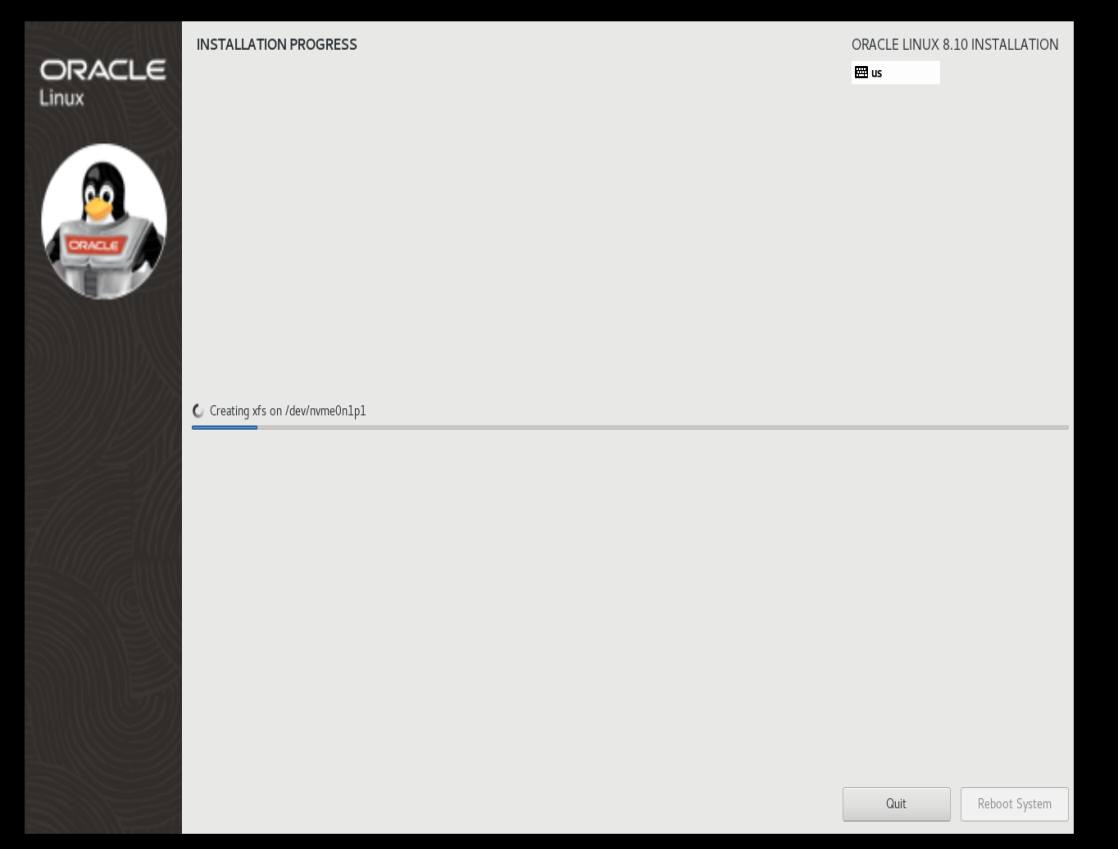 ORACLE
Linux
ORACLE
INSTALLATION PROGRESS
ORACLE LINUX 8.10 INSTALLATION
us
Creating xfs on /dev/nvme0n1p1
Quit
Reboot System